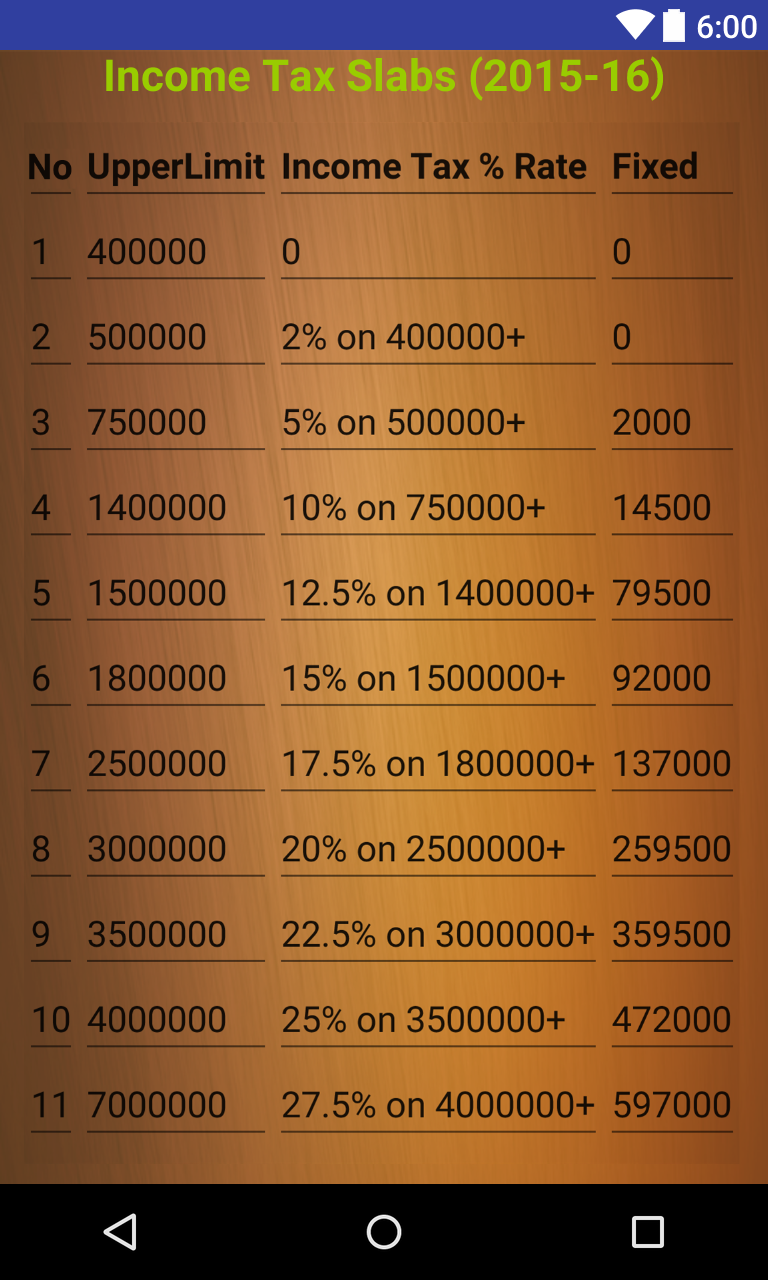 6:00
Income Tax Slabs (2015-16)
No UpperLimit Income Tax % Rate Fixed
1 400000 0 0
2 500000 2% on 400000+ 0
3 750000 5% on 500000+ 2000
4 1400000 10% on 750000+ 14500
5 1500000 12.5% on 1400000+ 79500
6 1800000 15% on 1500000+ 92000
7 2500000 17.5% on 1800000+ 137000
8 3000000 20% on 2500000+ 259500
9 3500000 22.5% on 3000000+ 359500
10 4000000 25% on 3500000+ 472000
11 7000000 27.5% on 4000000+ 597000